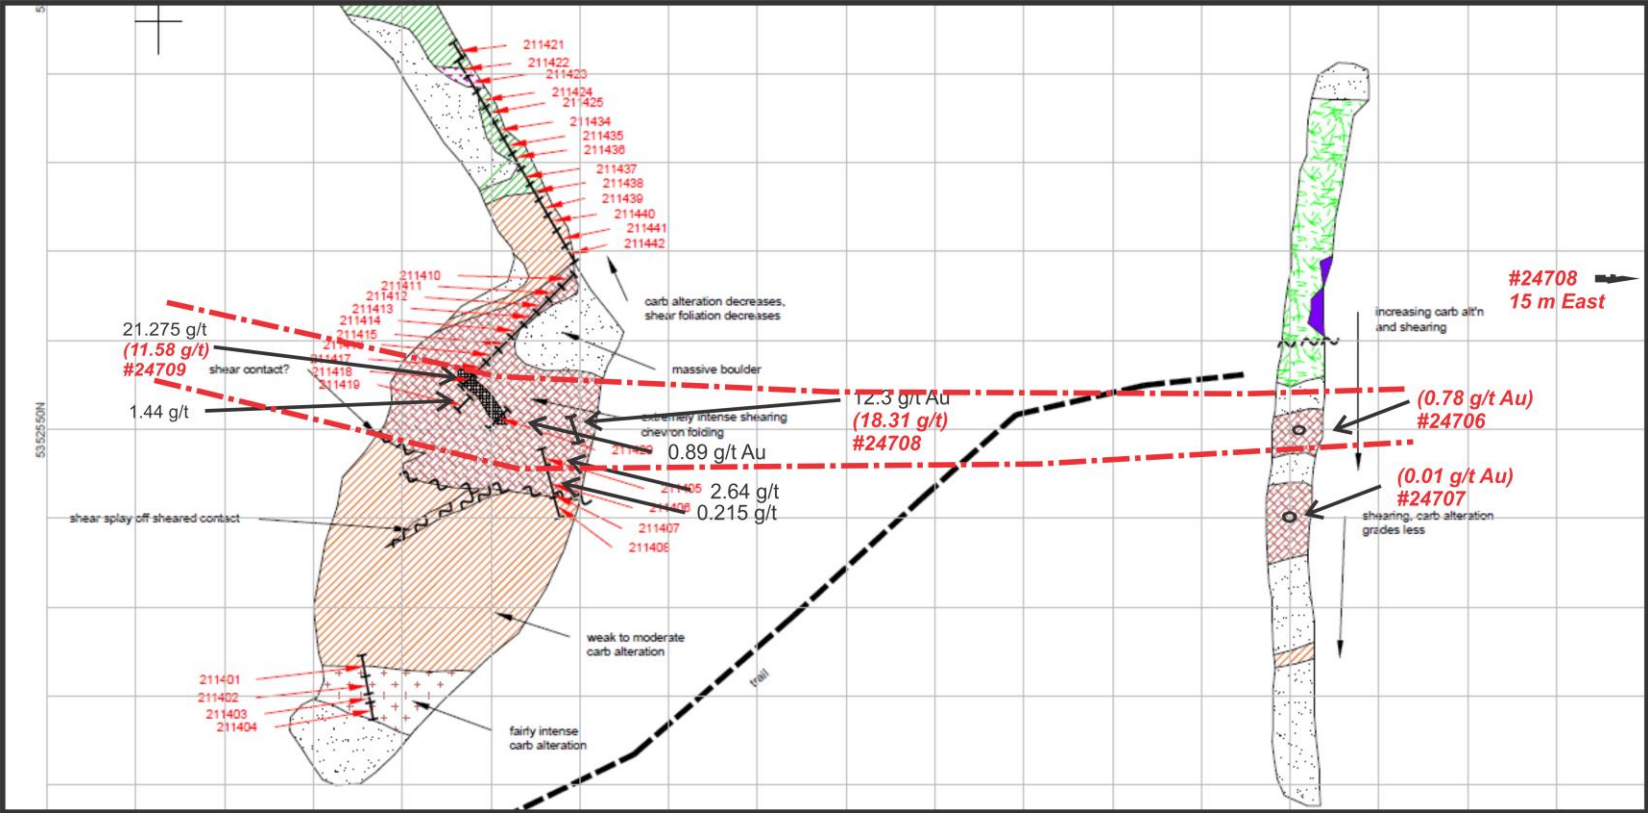 211421
211422
211423
211424
211425
211434
211435
211436
211437
211438
211439
211440
211441
211442
211410
211411
211412
211413
211414
211415
211417
211418
211419
carb alteration decreases,
shear foliation decreases
massive boulder
21.275 g/t
(11.58 g/t)
#24709
shear contact?
1.44 g/t
5352550N
extremely intense shearing
chevron folding
12.3 g/t Au
(18.31 g/t)
#24708
0.89 g/t Au
2.64 g/t
0.215 g/t
211405
211406
211407
211408
shear splay off sheared contact
weak to moderate
carb alteration
211401
211402
211403
211404
fairly intense
carb alteration
trail
#24708
15 m East
increasing carb alt'n
and shearing
(0.78 g/t Au)
#24706
(0.01 g/t Au)
#24707
shearing, carb alteration
grades less